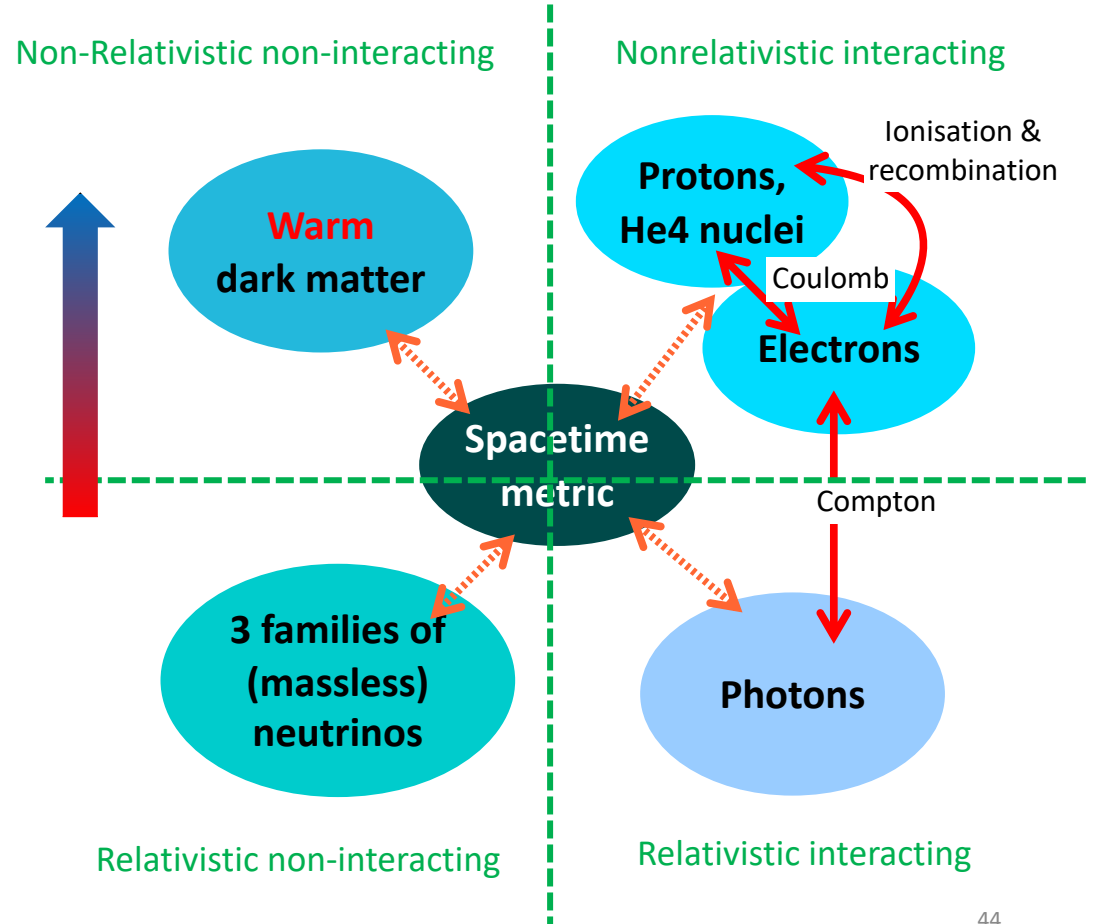 Non-Relativistic non-interacting
Nonrelativistic interacting
Warm
dark matter
Protons,
He4 nuclei
Ionisation &
recombination
Coulomb
Electrons
Spacetime
metric
Compton
3 families of
(massless)
neutrinos
Photons
Relativistic non-interacting
Relativistic interacting
44